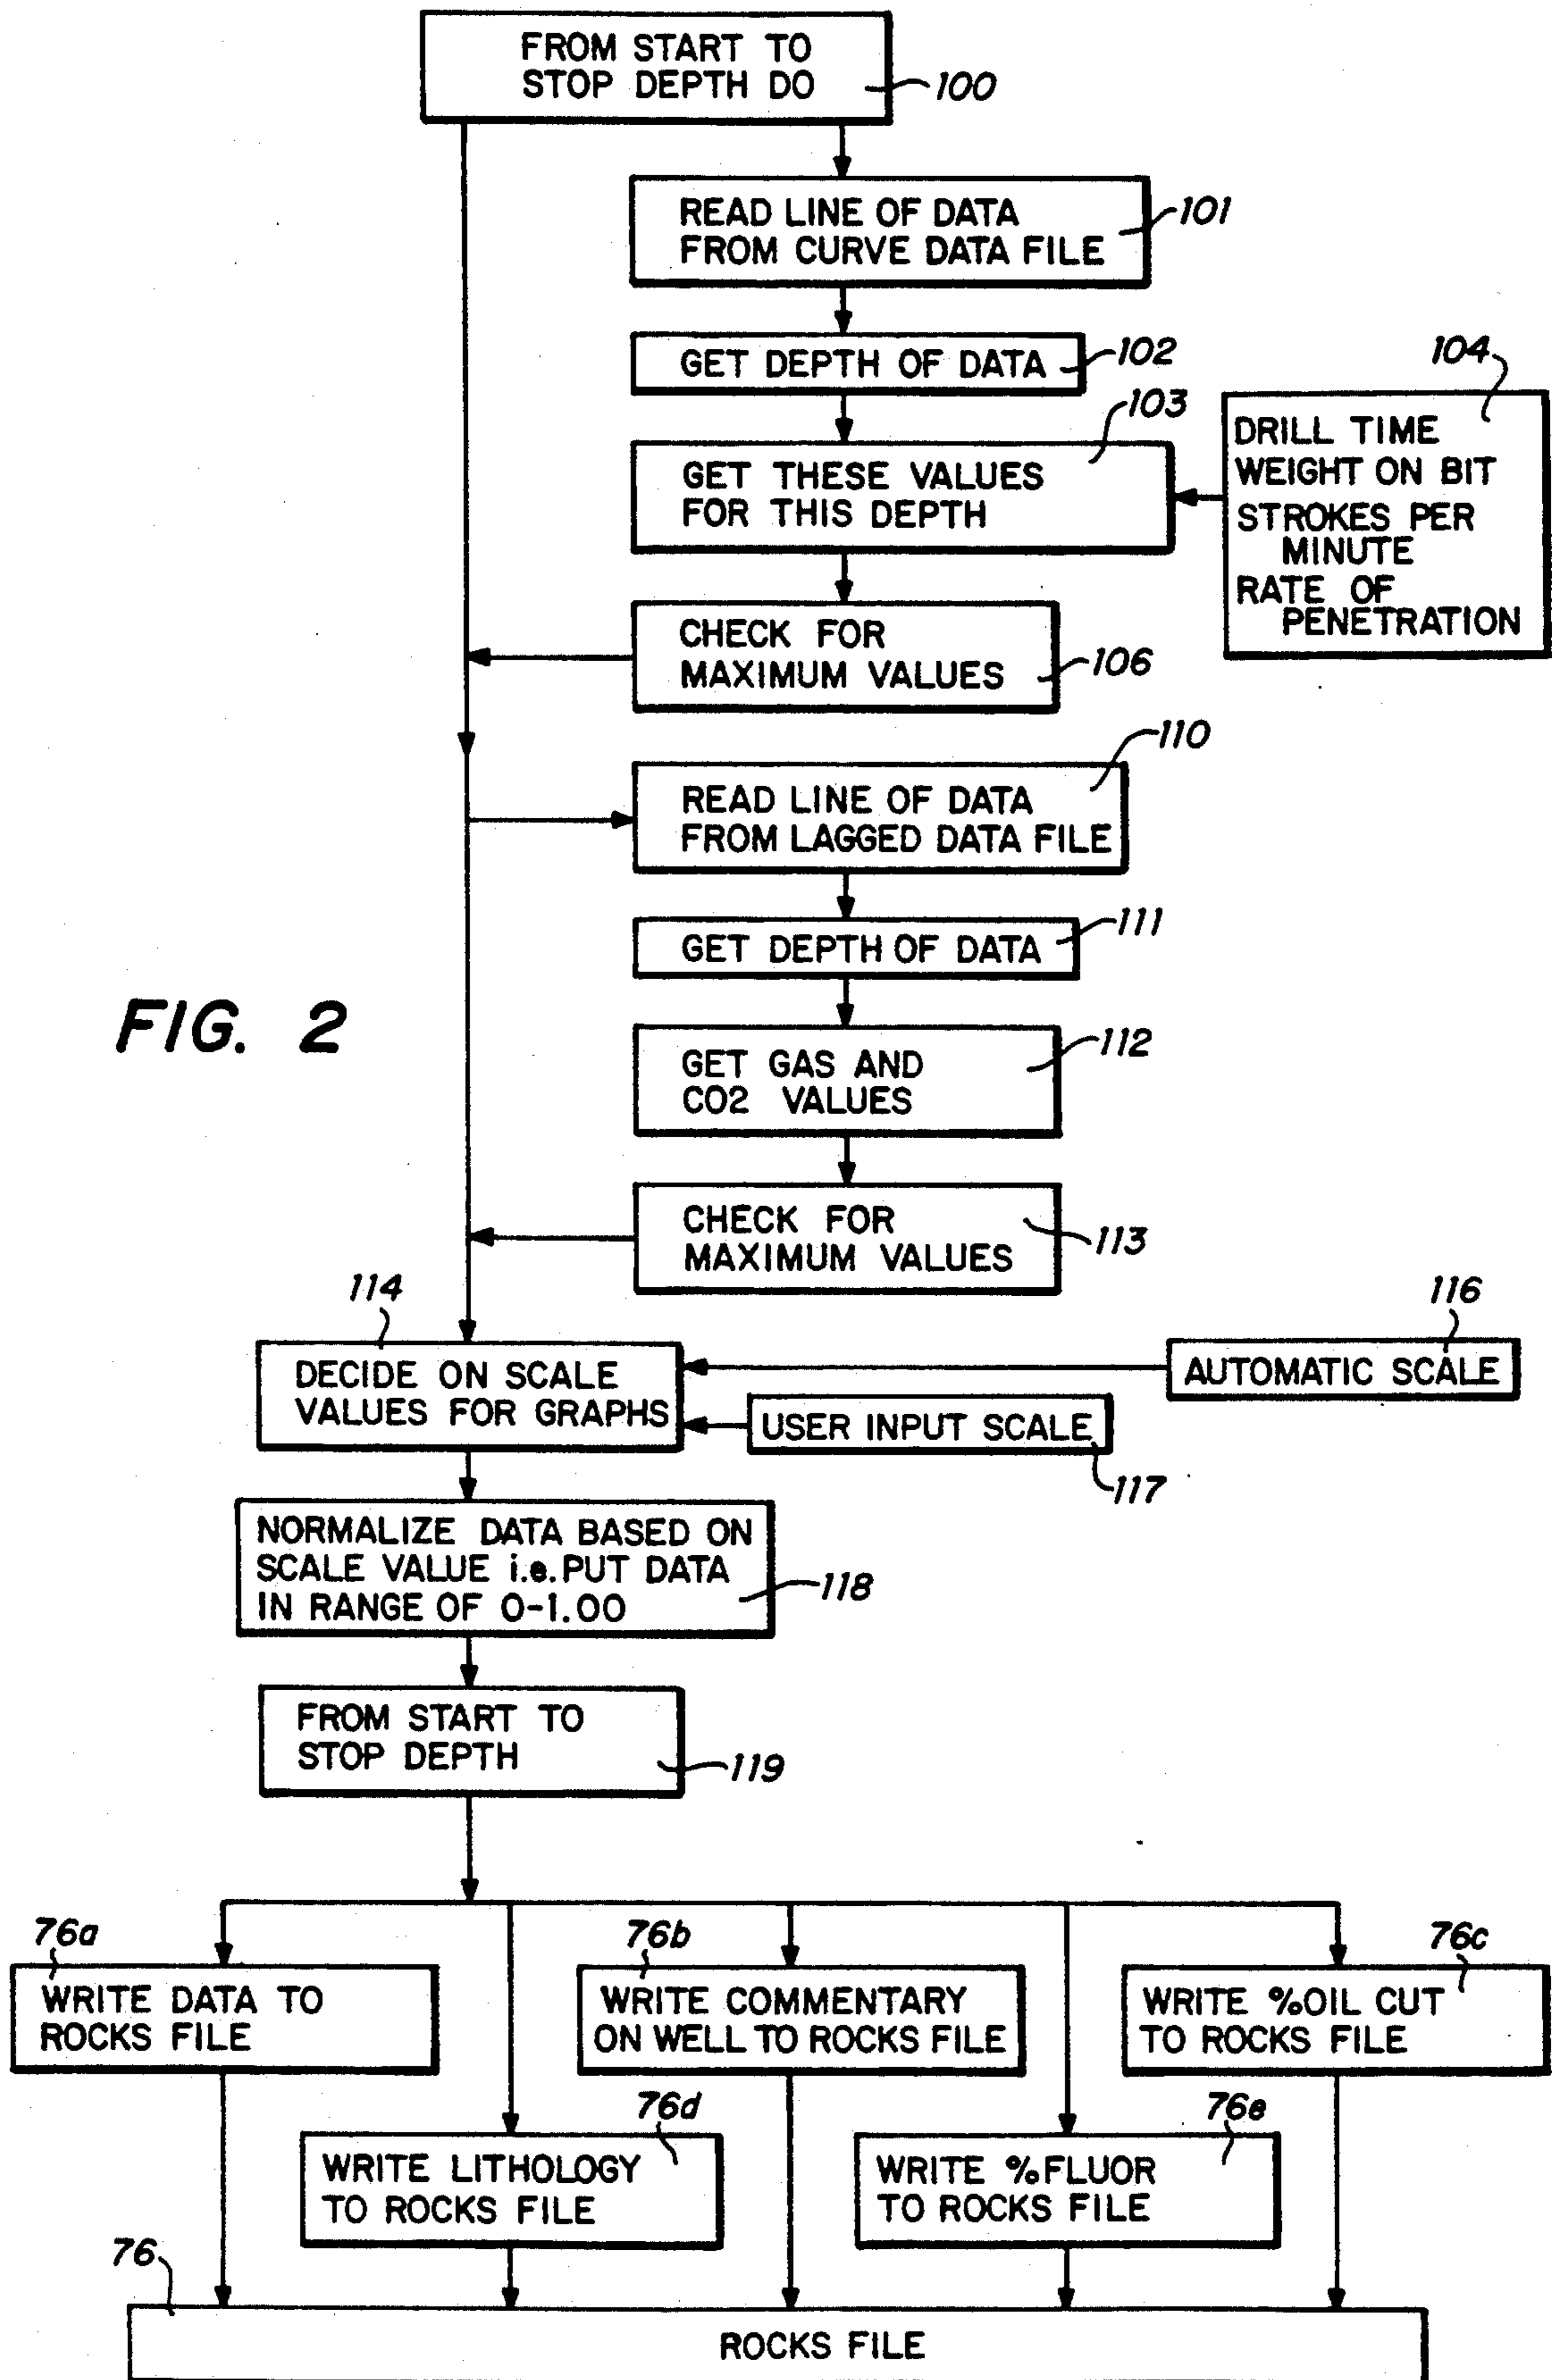 FROM START TO
STOP DEPTH DO
100
READ LINE OF DATA
FROM CURVE DATA FILE
101
GET DEPTH OF DATA
102
103
GET THESE VALUES
FOR THIS DEPTH
104
DRILL TIME
WEIGHT ON BIT
STROKES PER
MINUTE
RATE OF
PENETRATION
CHECK FOR
MAXIMUM VALUES
106
110
READ LINE OF DATA
FROM LAGGED DATA FILE
111
GET DEPTH OF DATA
FIG. 2
112
GET GAS AND
CO2 VALUES
CHECK FOR
MAXIMUM VALUES
113
114
DECIDE ON SCALE
VALUES FOR GRAPHS
116
AUTOMATIC SCALE
USER INPUT SCALE
117
NORMALIZE DATA BASED ON
SCALE VALUE i.e. PUT DATA
IN RANGE OF 0-1.00
118
FROM START TO
STOP DEPTH
119
76a
WRITE DATA TO
ROCKS FILE
76b
WRITE COMMENTARY
ON WELL TO ROCKS FILE
76c
WRITE %OIL CUT
TO ROCKS FILE
76d
WRITE LITHOLOGY
TO ROCKS FILE
76e
WRITE %FLUOR
TO ROCKS FILE
76
ROCKS FILE